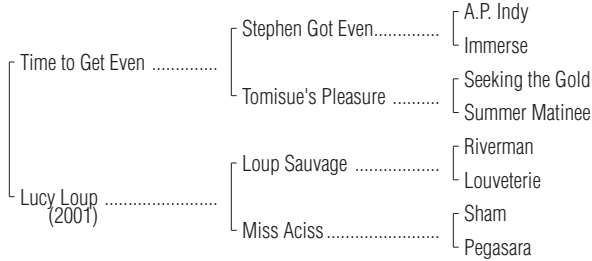 A.P. Indy
Stephen Got Even..............
Immerse
Time to Get Even ..............
Seeking the Gold
Tomisue's Pleasure ..........
Summer Matinee
Riverman
Loup Sauvage ..................
Louveterie
Lucy Loup ........................
(2001)
Sham
Miss Aciss........................
Pegasara